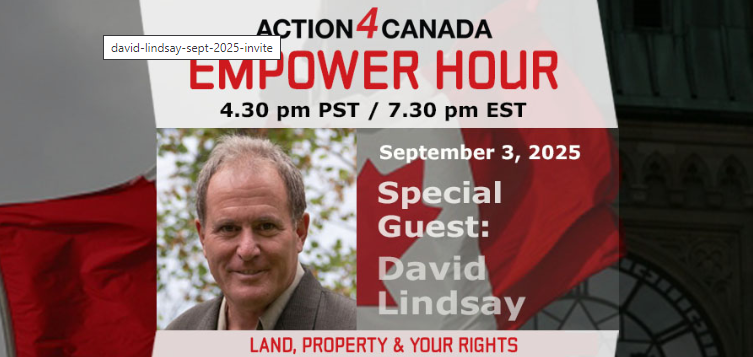 ACTION4CANADA
david-lindsay-sept-2025-invite
EMPOWER HOUR
4.30 pm PST / 7.30 pm EST
September 3, 2025
Special
Guest:
David
Lindsay
LAND, PROPERTY & YOUR RIGHTS